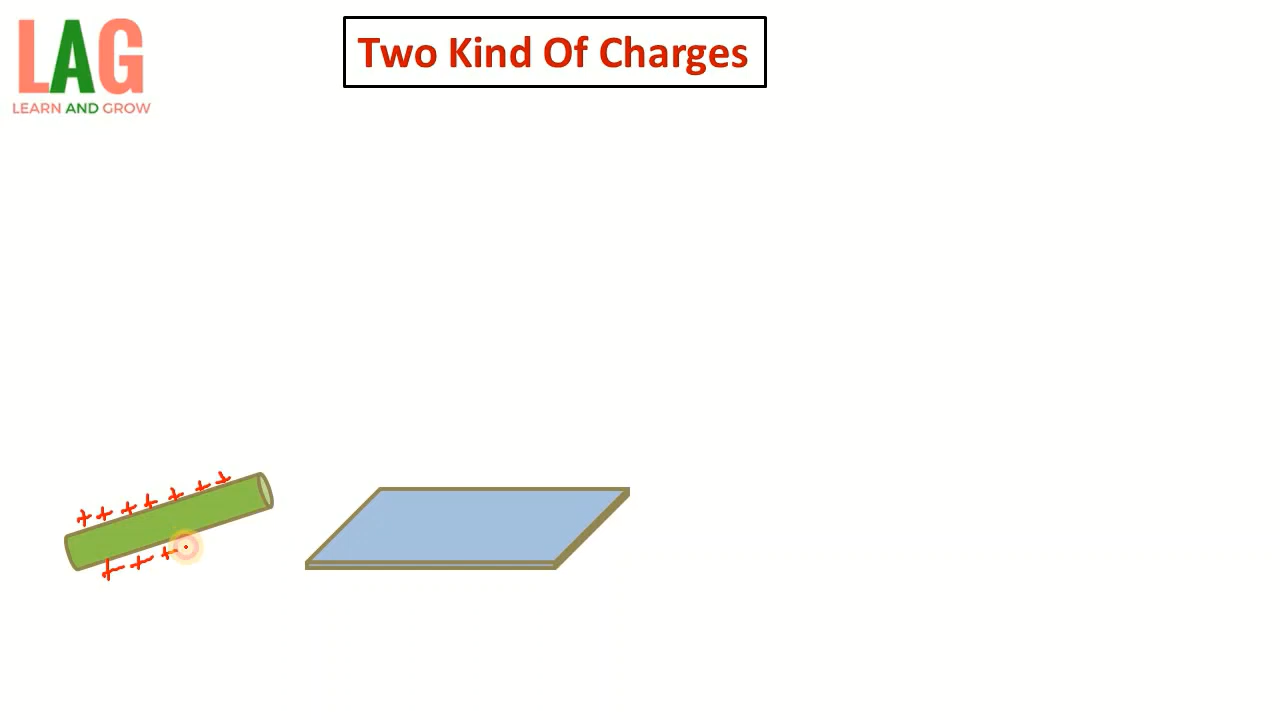 LAG
LEARN AND GROW
Two Kind Of Charges
+ + + + + + +
+ + +